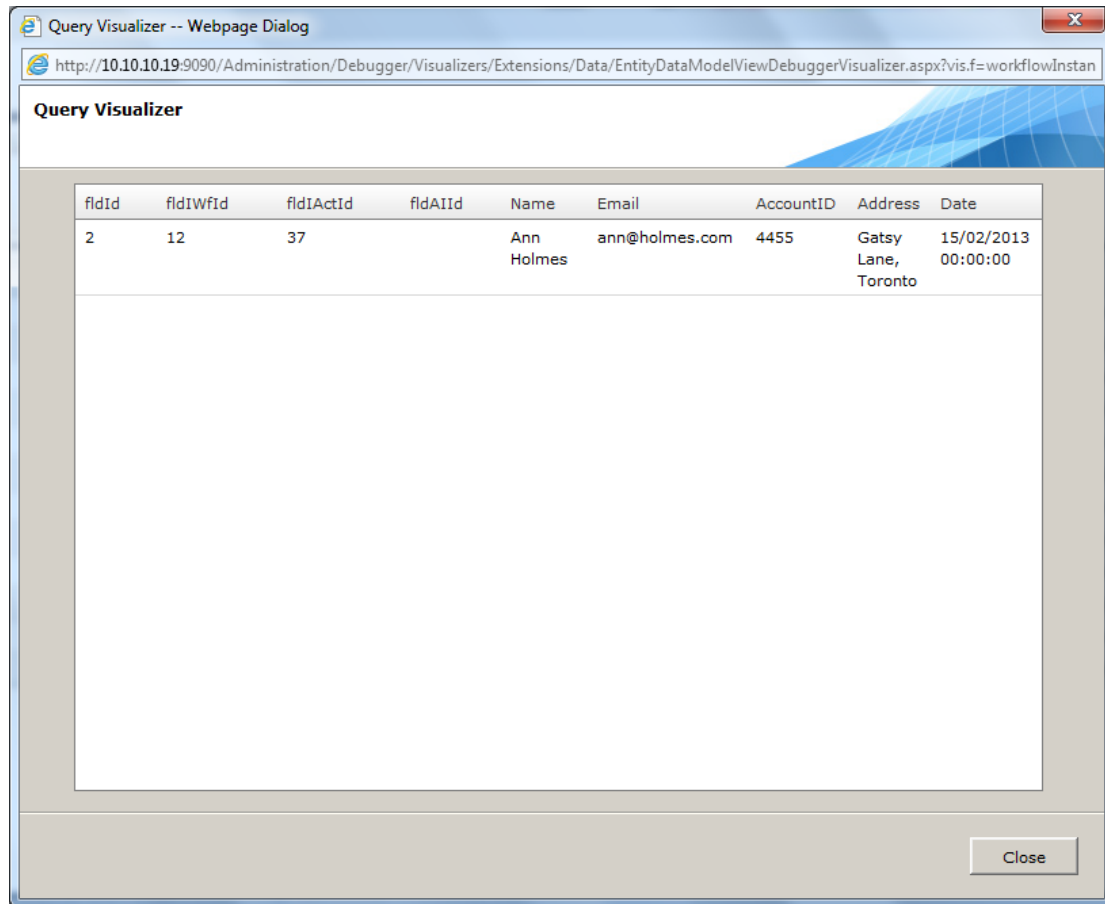 Query Visualizer -- Webpage Dialog
http://10.10.10.19:9090/Administration/Debugger/Visualizers/Extensions/Data/EntityDataModelViewDebuggerVisualizer.aspx?vis.f=workflowInstan
Query Visualizer
fldId fldIWfId fldIActId fldAIId Name Email AccountID Address Date
2 12 37 Ann ann@holmes.com 4455 Gatsy 15/02/2013
Holmes Lane, 00:00:00
Toronto
Close